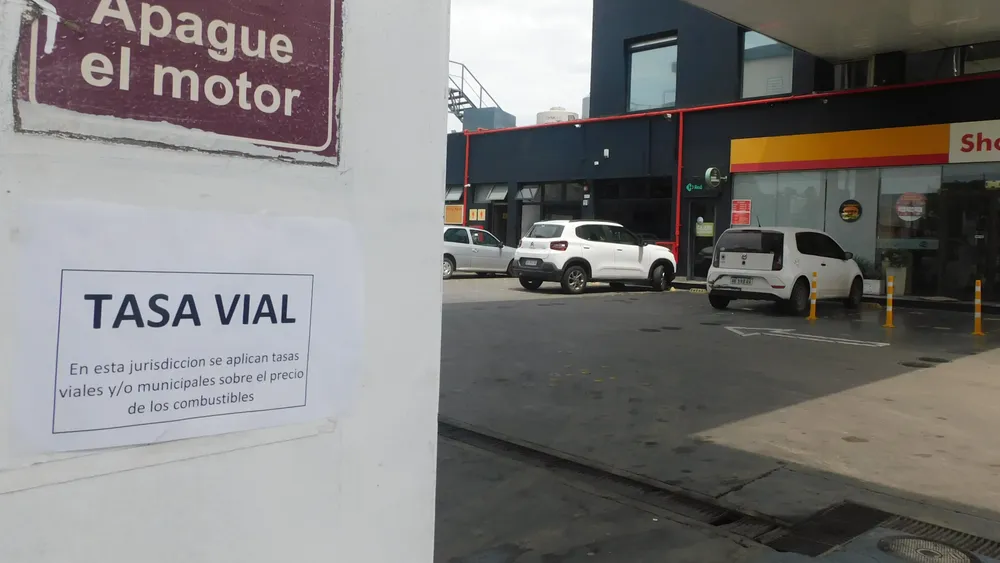 Apague
el motor
TASA VIAL
En esta jurisdiccion se aplican tasas
viales y/o municipales sobre el precio
de los combustibles